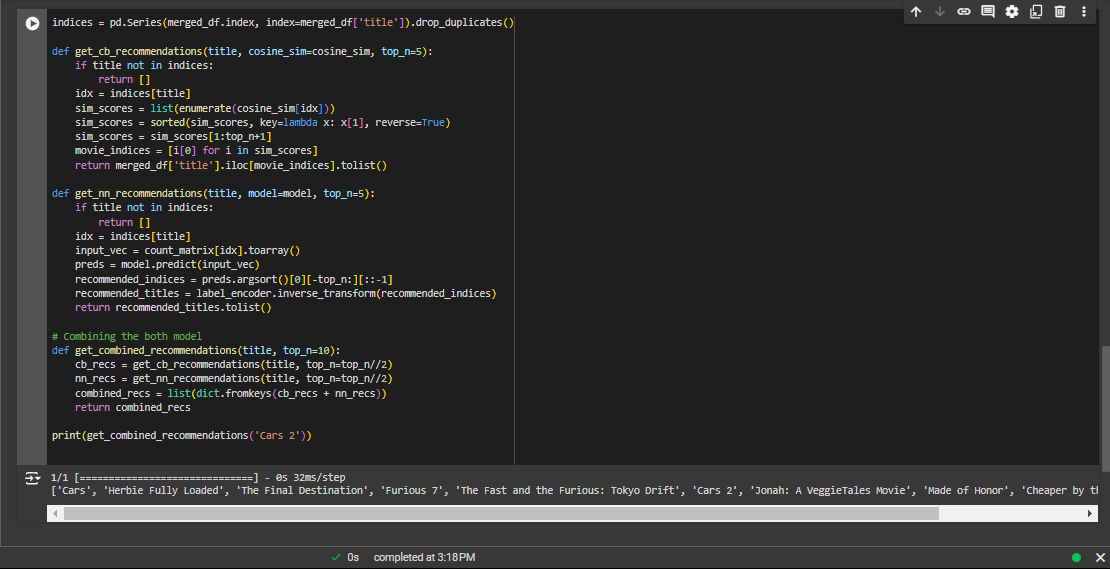 indices = pd.Series(merged_df.index, index=merged_df['title']).drop_duplicates()

def get_cb_recommendations(title, cosine_sim=cosine_sim, top_n=5):
    if title not in indices:
        return []
    idx = indices[title]
    sim_scores = list(enumerate(cosine_sim[idx]))
    sim_scores = sorted(sim_scores, key=lambda x: x[1], reverse=True)
    sim_scores = sim_scores[1:top_n+1]
    movie_indices = [i[0] for i in sim_scores]
    return merged_df['title'].iloc[movie_indices].tolist()

def get_nn_recommendations(title, model=model, top_n=5):
    if title not in indices:
        return []
    idx = indices[title]
    input_vec = count_matrix[idx].toarray()
    preds = model.predict(input_vec)
    recommended_indices = preds.argsort()[0][-top_n:][::-1]
    recommended_titles = label_encoder.inverse_transform(recommended_indices)
    return recommended_titles.tolist()

# Combining the both model
def get_combined_recommendations(title, top_n=10):
    cb_recs = get_cb_recommendations(title, top_n=top_n//2)
    nn_recs = get_nn_recommendations(title, top_n=top_n//2)
    combined_recs = list(dict.fromkeys(cb_recs + nn_recs))
    return combined_recs

print(get_combined_recommendations('Cars 2'))
1/1 [==============================] - 0s 32ms/step
['Cars', 'Herbie Fully Loaded', 'The Final Destination', 'Furious 7', 'The Fast and the Furious: Tokyo Drift', 'Cars 2', 'Jonah: A VeggieTales Movie', 'Made of Honor', 'Cheaper by
✓ 0s completed at 3:18 PM